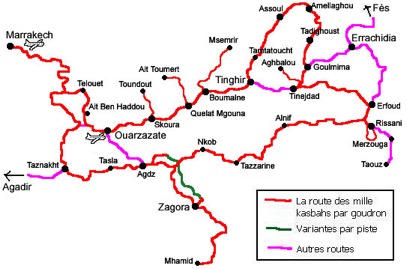 Amellaghou
Assoul
Fès
Marrakech
Tadighoust
Errachidia
Msemrir
Tamtatoucht
Aghbalou
Goulmima
Ait Toumert
Tinghir
Telouet
Toundout
Tinejdad
Boumalne
Erfoud
Ait Ben Haddou
Quelat Mgouna
Rissani
Skoura
Alnif
Ouarzazate
Merzouga
Nkob
Taznakht
Tasla
Agdz
Tazzarine
Taouz
Agadir
Zagora
Mhamid
La route des mille
kasbahs par goudron
Variantes par piste
Autres routes